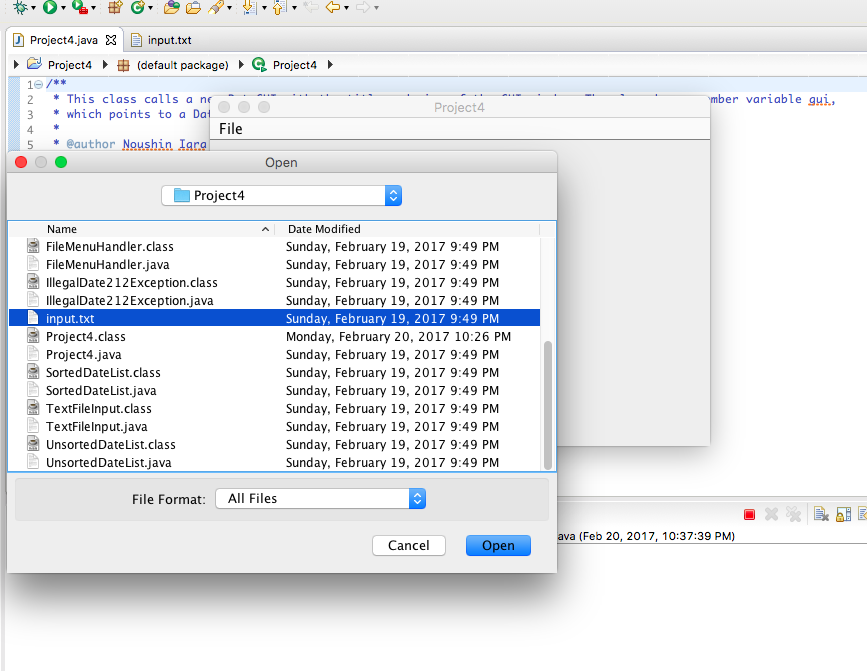 Project4.java
input.txt
Project4
(default package)
Project4
1
/**
2
* This class calls a ne
mber variable gui,
3
* which points to a Da
4
*
5
* @author Noushin Iqra
Project4
File
Open
Project4
Name
Date Modified
FileMenuHandler.class Sunday, February 19, 2017 9:49 PM
FileMenuHandler.java Sunday, February 19, 2017 9:49 PM
IllegalDate212Exception.class Sunday, February 19, 2017 9:49 PM
IllegalDate212Exception.java Sunday, February 19, 2017 9:49 PM
input.txt Sunday, February 19, 2017 9:49 PM
Project4.class Monday, February 20, 2017 10:26 PM
Project4.java Sunday, February 19, 2017 9:49 PM
SortedDateList.class Sunday, February 19, 2017 9:49 PM
SortedDateList.java Sunday, February 19, 2017 9:49 PM
TextFileInput.class Sunday, February 19, 2017 9:49 PM
TextFileInput.java Sunday, February 19, 2017 9:49 PM
UnsortedDateList.class Sunday, February 19, 2017 9:49 PM
UnsortedDateList.java Sunday, February 19, 2017 9:49 PM
File Format: All Files
Cancel
Open
ava (Feb 20, 2017, 10:37:39 PM)